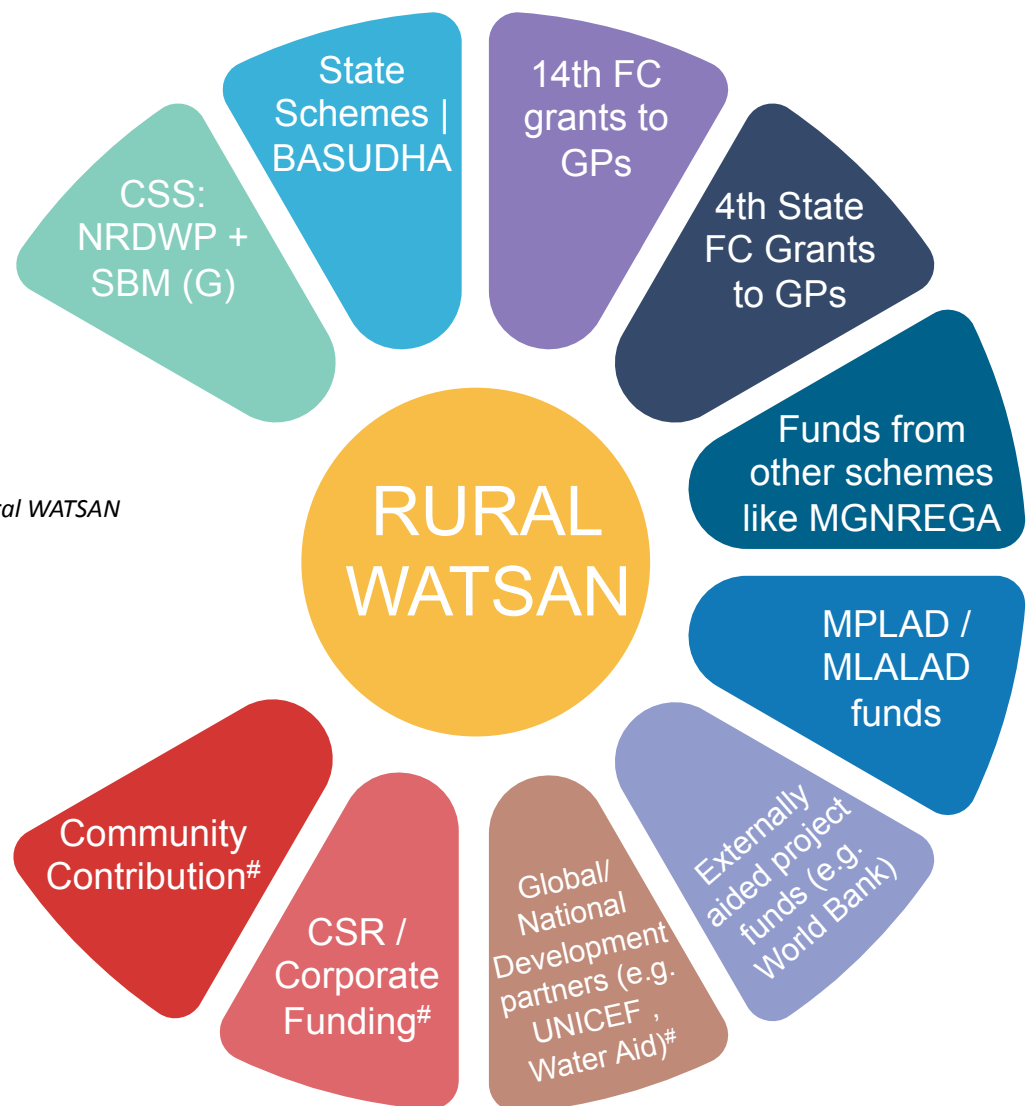 State
Schemes |
BASUDHA
14th FC
grants to
GPs
4th State
FC Grants
to GPs
Funds from
other schemes
like MGNREGA
MPLAD /
MLALAD
funds
Externally
aided project
funds (e.g.
World Bank)
Global/
National
Development
partners (e.g.
UNICEF ,
Water Aid)#
CSR /
Corporate
Funding#
Community
Contribution#
CSS:
NRDWP +
SBM (G)
RURAL
WATSAN
WATSAN